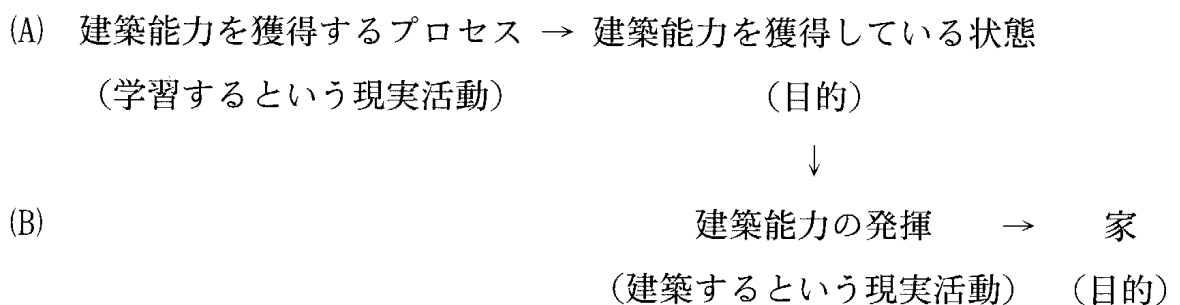 (A) 建築能力を獲得するプロセス → 建築能力を獲得している状態
(学習するという現実活動) (目的)
↓
(B) 建築能力の発揮 → 家
(建築するという現実活動) (目的)